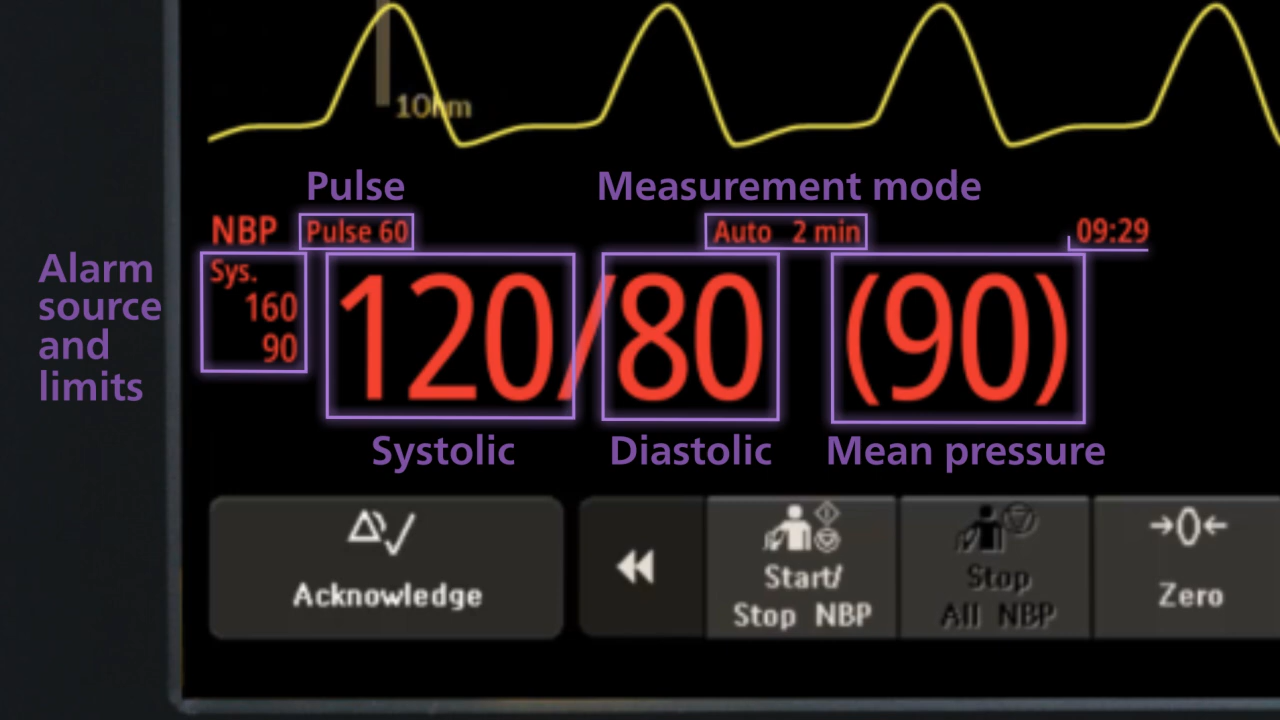 10mm
Pulse
Measurement mode
NBP Pulse 60 Auto 2 min 09:29
Alarm source and limits
Sys.
160
90
120/80 (90)
Systolic Diastolic Mean pressure
Acknowledge
Start/
Stop NBP
Stop
All NBP
Zero